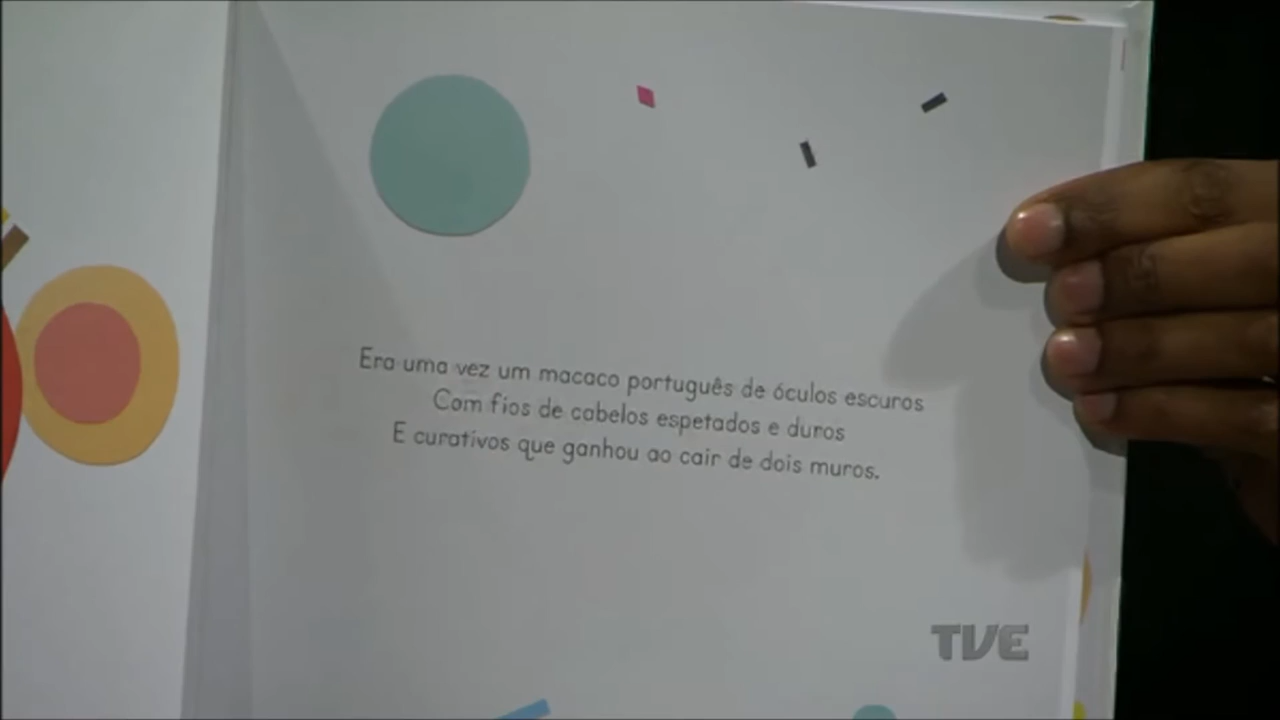 Era uma vez um macaco português de óculos escuros
Com fios de cabelos espetados e duros
E curativos que ganhou ao cair de dois muros.
TVE